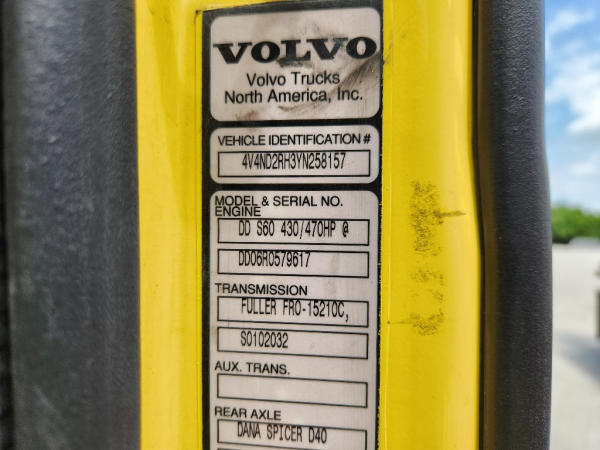 VOLVO
Volvo Trucks
North America, Inc.
VEHICLE IDENTIFICATION #
4V4ND2RH3YN258157
MODEL & SERIAL NO.
ENGINE
DD S60 430/470HP @
DD06R0579617
TRANSMISSION
FULLER FRO-15210C,
S0102032
AUX. TRANS.
REAR AXLE
DANA SPICER D40